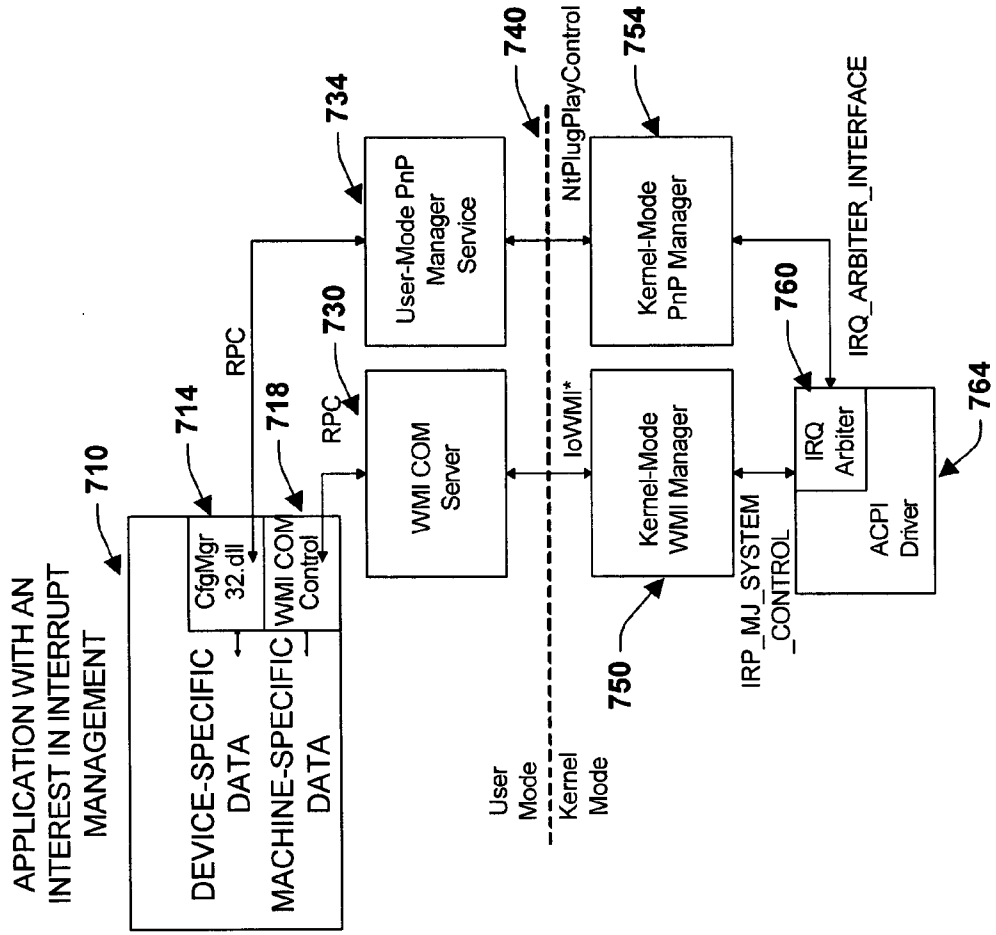 APPLICATION WITH AN
INTEREST IN INTERRUPT
MANAGEMENT
710
DEVICE-SPECIFIC
DATA
MACHINE-SPECIFIC
DATA
CfgMgr
32.dll
714
WMI COM
Control
718
RPC
RPC
730
734
WMI COM
Server
User-Mode PnP
Manager
Service
User
Mode
740
Kernel
Mode
IoWMI*
NtPlugPlayControl
750
Kernel-Mode
WMI Manager
Kernel-Mode
PnP Manager
754
IRP_MJ_SYSTEM
_CONTROL
760
IRQ
Arbiter
ACPI
Driver
IRQ_ARBITER_INTERFACE
764